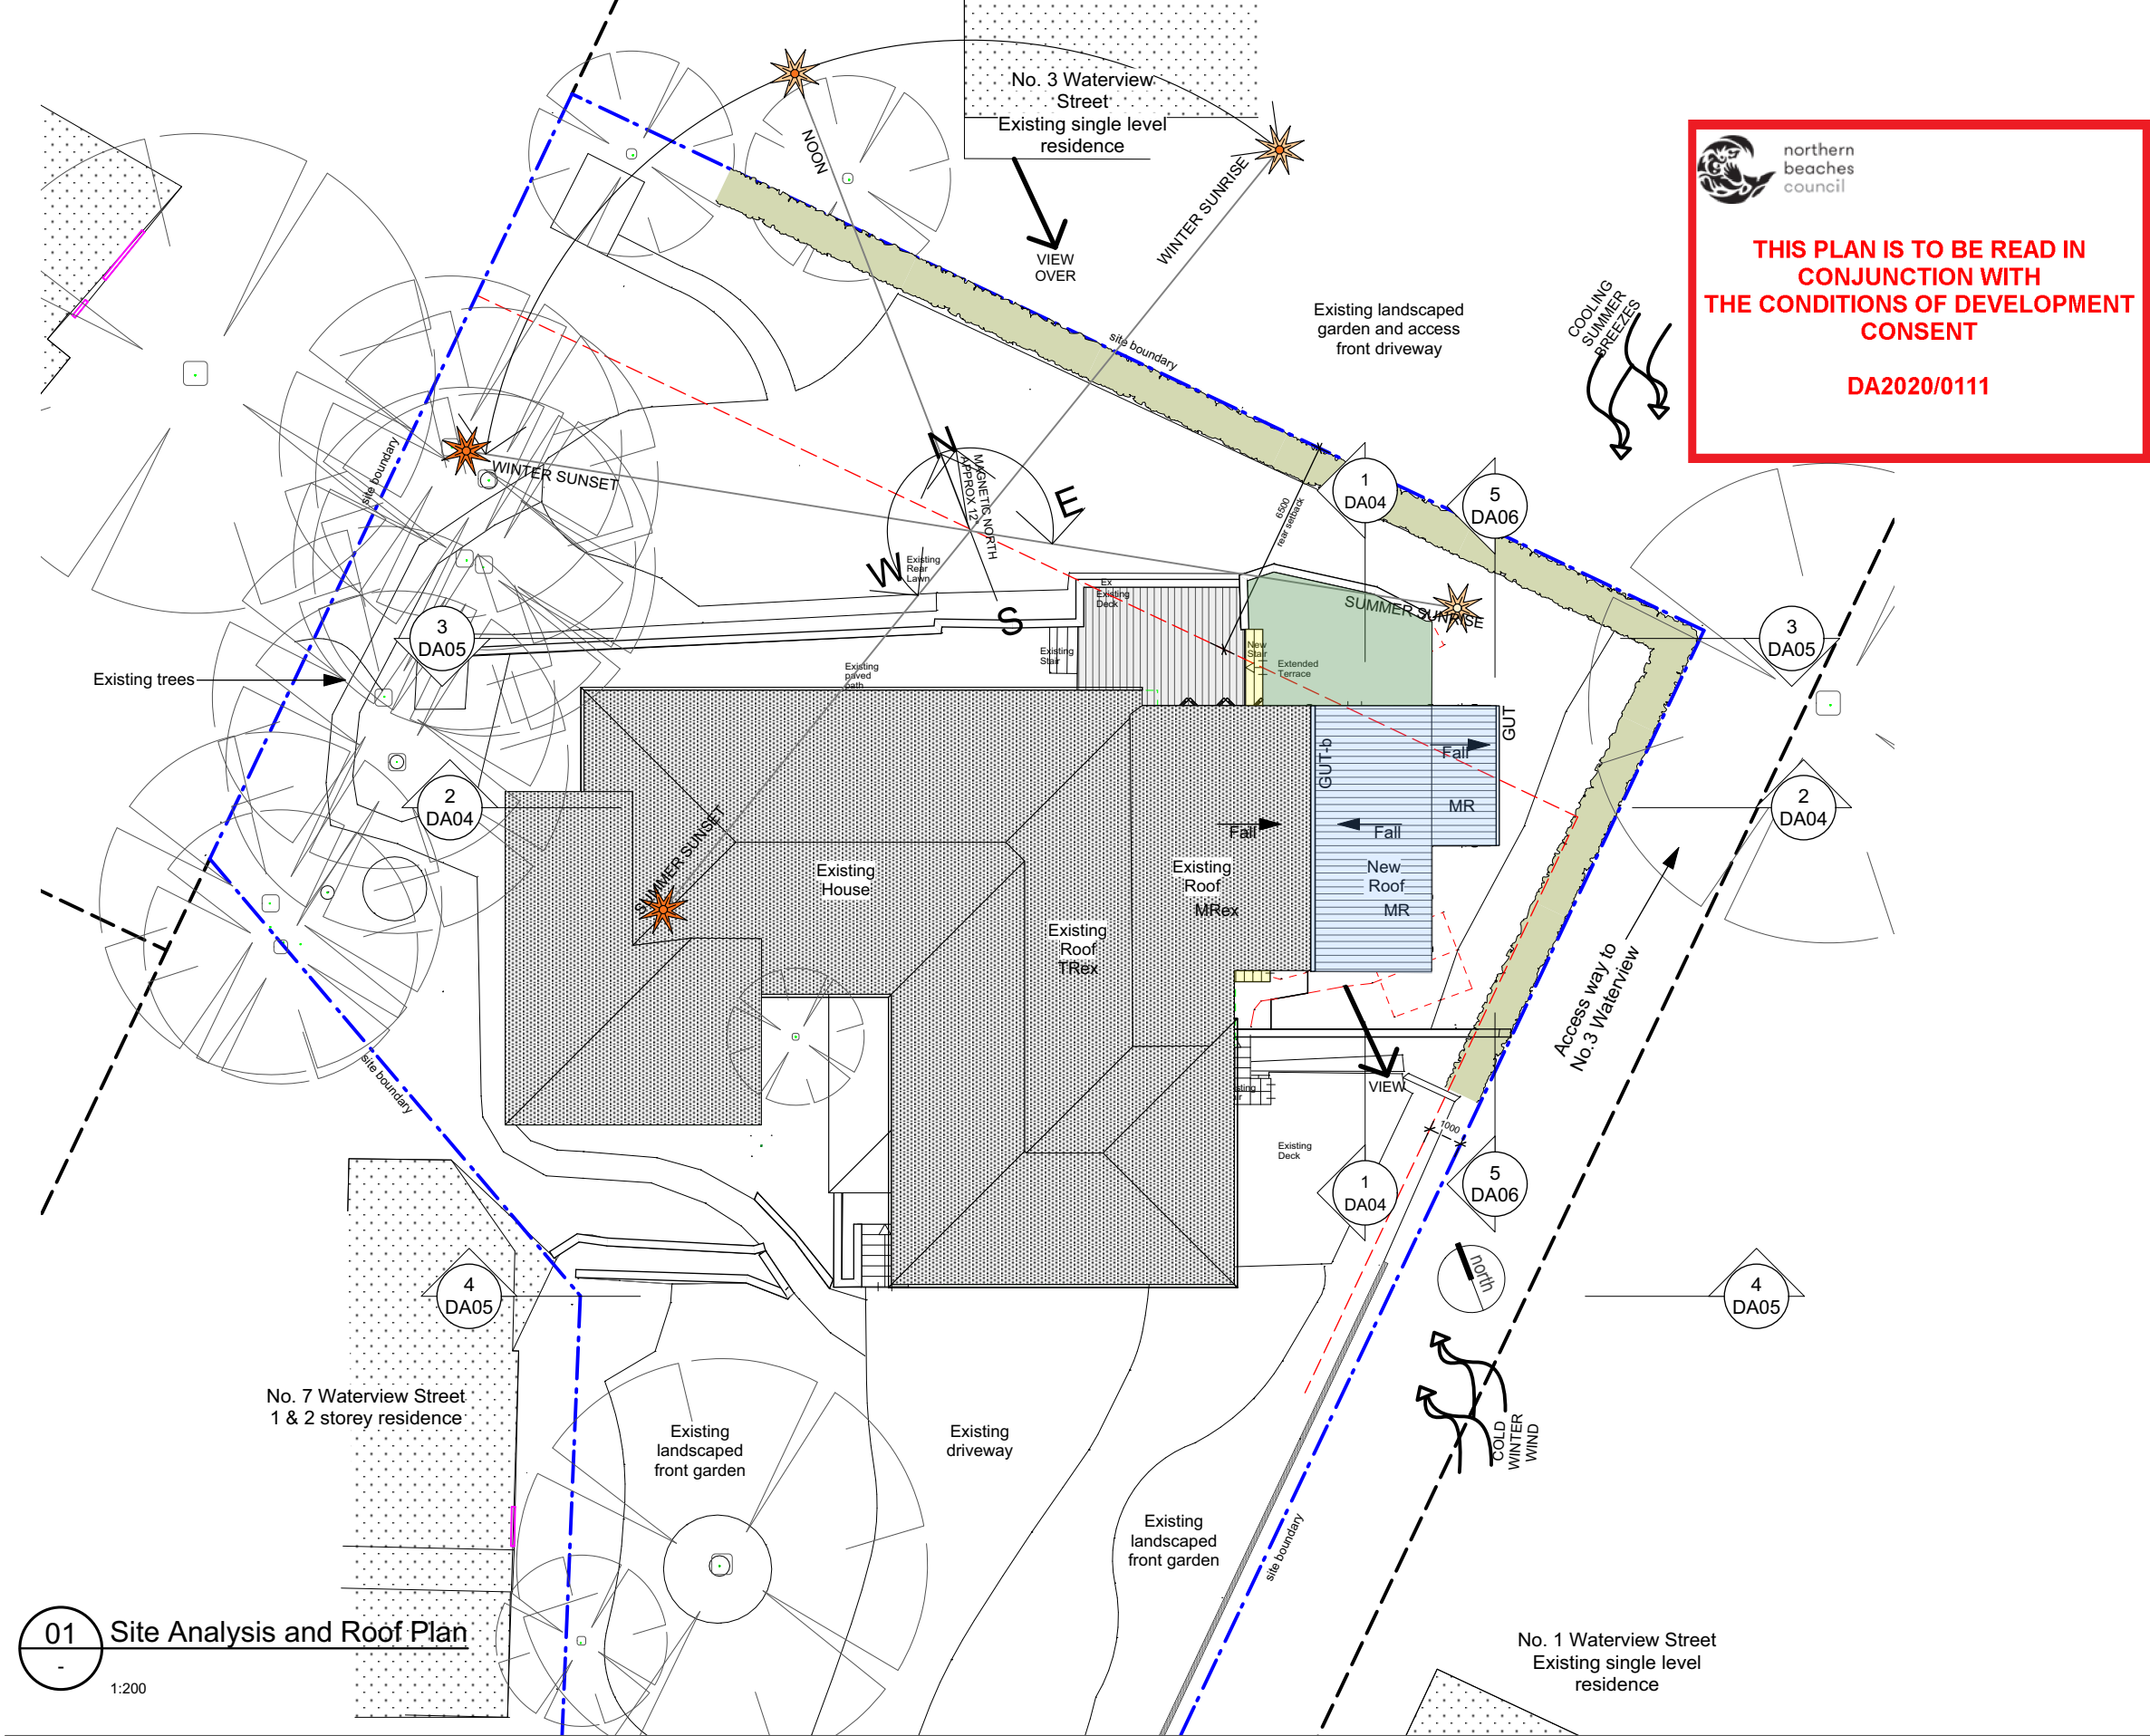 No. 3 Waterview
Street
Existing single level
residence
northern
beaches
council
THIS PLAN IS TO BE READ IN
CONJUNCTION WITH
THE CONDITIONS OF DEVELOPMENT
CONSENT
DA2020/0111
NOON
WINTER SUNRISE
VIEW
OVER
site boundary
Existing landscaped
garden and access
front driveway
COOLING
SUMMER
BREEZES
site boundary
WINTER SUNSET
N
E
W
S
MAGNETIC NORTH
APPROX 12°
6500
rear setback
1
DA04
5
DA06
Existing
Rear
Lawn
Ex
Existing
Deck
SUMMER SUNRISE
3
DA05
3
DA05
Existing
Stair
New
Stair
Extended
Terrace
Existing
paved
path
Existing trees
GUT
GUT-b
Fall
MR
2
DA04
2
DA04
SUMMER SUNSET
Fall
Fall
Existing
House
Existing
Roof
MRex
New
Roof
MR
Existing
Roof
TRex
Access way to
No.3 Waterview
site boundary
VIEW
1000
Existing
Deck
1
DA04
5
DA06
north
4
DA05
4
DA05
COLD
WINTER
WIND
No. 7 Waterview Street
1 & 2 storey residence
Existing
landscaped
front garden
Existing
driveway
Existing
landscaped
front garden
site boundary
01
-
Site Analysis and Roof Plan
1:200
No. 1 Waterview Street
Existing single level
residence